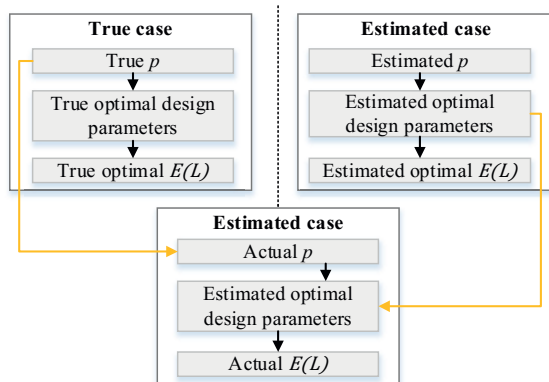 True case
True p
True optimal design
parameters
True optimal E(L)
Estimated case
Estimated p
Estimated optimal
design parameters
Estimated optimal E(L)
Estimated case
Actual p
Estimated optimal
design parameters
Actual E(L)